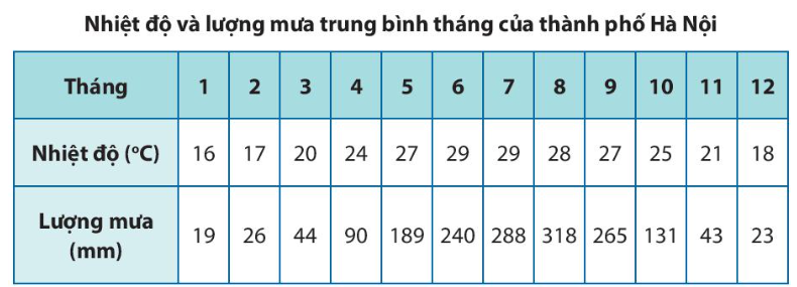 Nhiệt độ và lượng mưa trung bình tháng của thành phố Hà Nội
Tháng 1 2 3 4 5 6 7 8 9 10 11 12
Nhiệt độ (°C) 16 17 20 24 27 29 29 28 27 25 21 18
Lượng mưa
(mm) 19 26 44 90 189 240 288 318 265 131 43 23